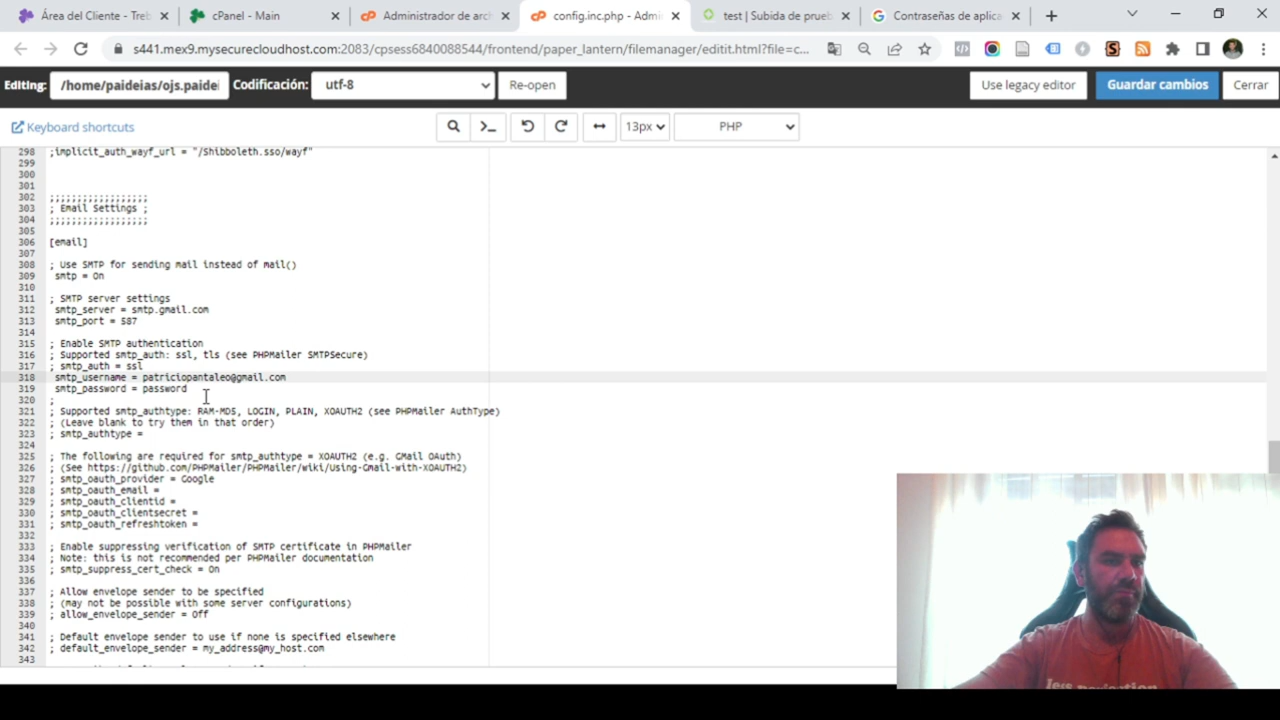 Área del Cliente - Treb
cPanel - Main
Administrador de arch
config.inc.php - Admi
test | Subida de prueb
Contraseñas de aplica
s441.mex9.mysecurecloudhost.com:2083/cpsess6840088544/frontend/paper_lantern/filemanager/editit.html?file=c...
Editing: /home/paideias/ojs.paide Codificación: utf-8 Re-open Use legacy editor Guardar cambios Cerrar
Keyboard shortcuts 13px PHP
298 ;implicit_auth_wayf_url = "/Shibboleth.sso/wayf"
299
300
301
302 ;;;;;;;;;;;;;;;;;;
303 ; Email Settings ;
304 ;;;;;;;;;;;;;;;;;;
305
306 [email]
307
308 ; Use SMTP for sending mail instead of mail()
309 smtp = On
310
311 ; SMTP server settings
312 smtp_server = smtp.gmail.com
313 smtp_port = 587
314
315 ; Enable SMTP authentication
316 ; Supported smtp_auth: ssl, tls (see PHPMailer SMTPSecure)
317 ; smtp_auth = ssl
318 smtp_username = patriciopantaleo@gmail.com
319 smtp_password = password
320 ;
321 ; Supported smtp_authtype: RAM-MD5, LOGIN, PLAIN, XOAUTH2 (see PHPMailer AuthType)
322 ; (Leave blank to try them in that order)
323 ; smtp_authtype =
324
325 ; The following are required for smtp_authtype = XOAUTH2 (e.g. GMail OAuth)
326 ; (See https://github.com/PHPMailer/PHPMailer/wiki/Using-Gmail-with-XOAUTH2)
327 ; smtp_oauth_provider = Google
328 ; smtp_oauth_email =
329 ; smtp_oauth_clientid =
330 ; smtp_oauth_clientsecret =
331 ; smtp_oauth_refreshtoken =
332
333 ; Enable suppressing verification of SMTP certificate in PHPMailer
334 ; Note: this is not recommended per PHPMailer documentation
335 ; smtp_suppress_cert_check = On
336
337 ; Allow envelope sender to be specified
338 ; (may not be possible with some server configurations)
339 ; allow_envelope_sender = Off
340
341 ; Default envelope sender to use if none is specified elsewhere
342 ; default_envelope_sender = my_address@my_host.com
343